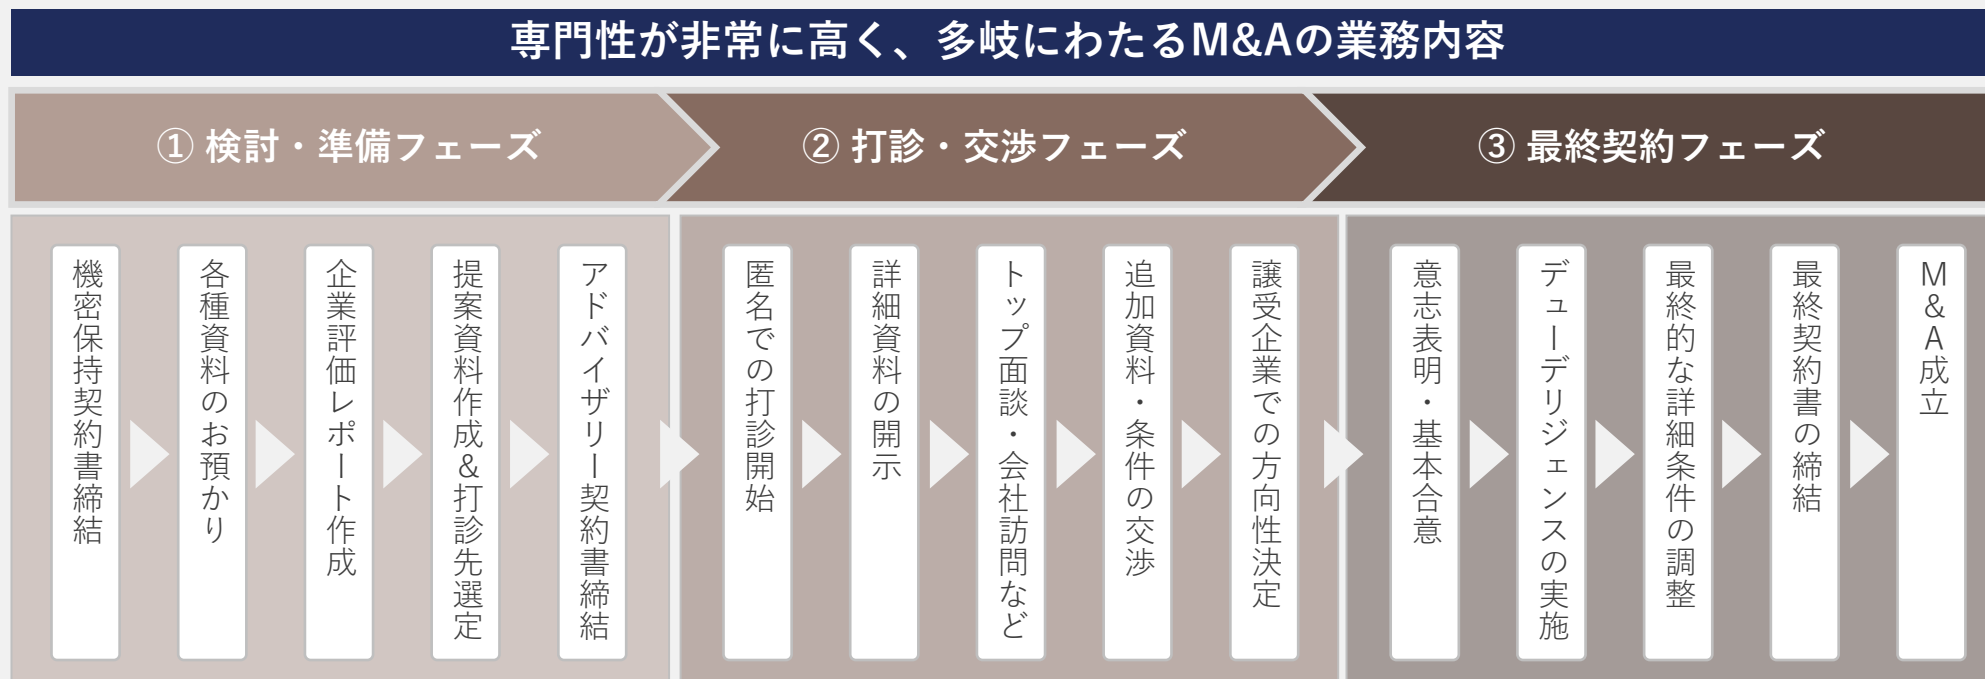 専門性が非常に高く、多岐にわたるM&Aの業務内容
① 検討・準備フェーズ
② 打診・交渉フェーズ
③ 最終契約フェーズ
機密保持契約書締結
各種資料のお預かり
企業評価レポート作成
提案資料作成＆打診先選定
アドバイザリー契約書締結
匿名での打診開始
詳細資料の開示
トップ面談・会社訪問など
追加資料・条件の交渉
譲受企業での方向性決定
意志表明・基本合意
デューデリジェンスの実施
最終的な詳細条件の調整
最終契約書の締結
M＆A成立